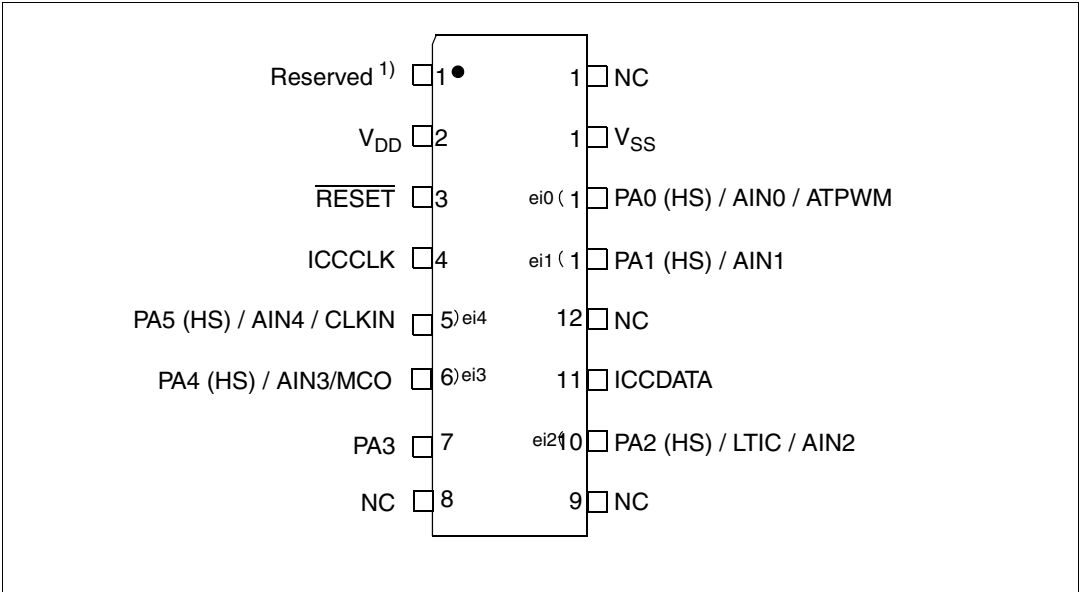 Reserved 1) 1 1 NC
VDD 2 1 VSS
RESET 3 ei0 ( 1 PA0 (HS) / AIN0 / ATPWM
ICCCLK 4 ei1 ( 1 PA1 (HS) / AIN1
PA5 (HS) / AIN4 / CLKIN 5 ) ei4 12 NC
PA4 (HS) / AIN3/MCO 6 ) ei3 11 ICCDATA
PA3 7 ei2 ( 10 PA2 (HS) / LTIC / AIN2
NC 8 9 NC